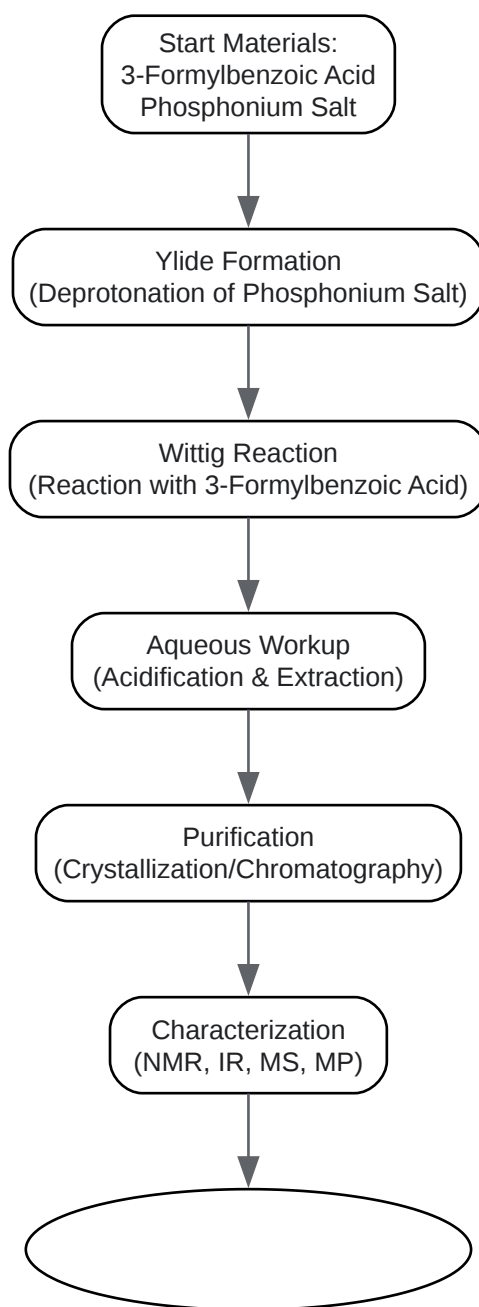 Start Materials:
3-Formylbenzoic Acid
Phosphonium Salt
Ylide Formation
(Deprotonation of Phosphonium Salt)
Wittig Reaction
(Reaction with 3-Formylbenzoic Acid)
Aqueous Workup
(Acidification & Extraction)
Purification
(Crystallization/Chromatography)
Characterization
(NMR, IR, MS, MP)